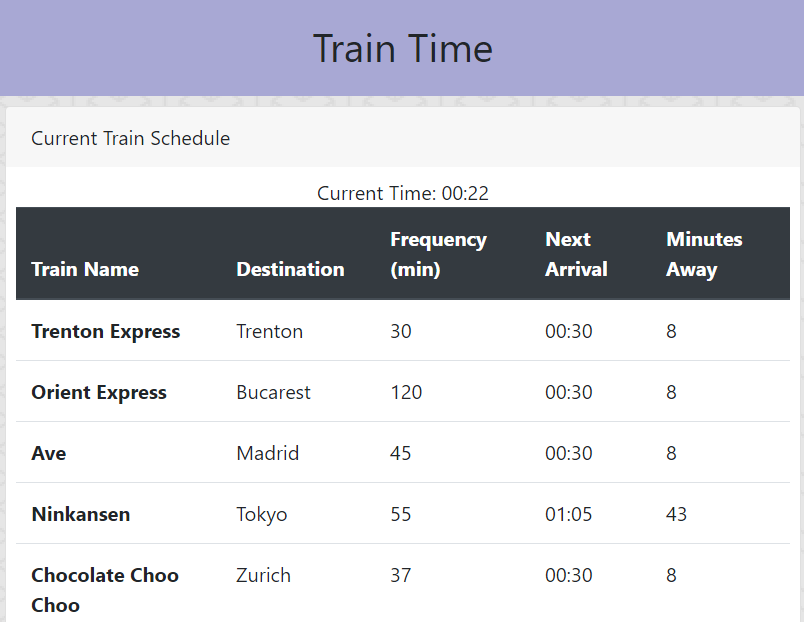 Train Time
Current Train Schedule
Current Time: 00:22
Train Name Destination Frequency (min) Next Arrival Minutes Away
Trenton Express Trenton 30 00:30 8
Orient Express Bucarest 120 00:30 8
Ave Madrid 45 00:30 8
Ninkansen Tokyo 55 01:05 43
Chocolate Choo Choo Zurich 37 00:30 8